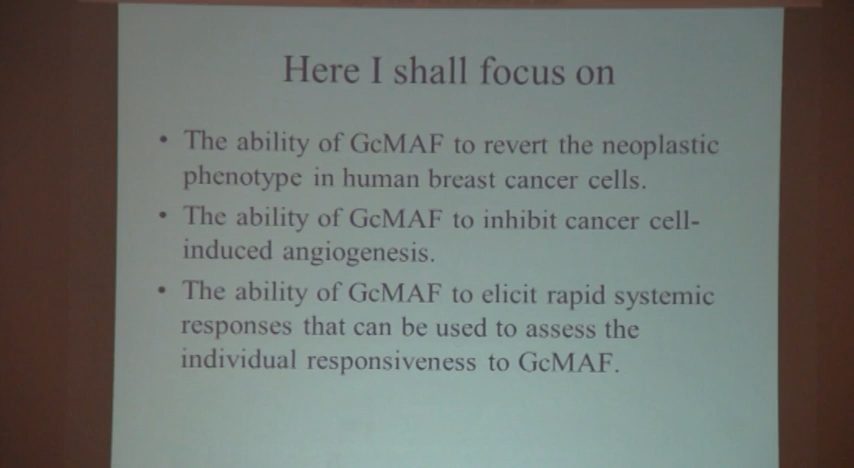 Here I shall focus on
• The ability of GcMAF to revert the neoplastic
phenotype in human breast cancer cells.
• The ability of GcMAF to inhibit cancer cell-
induced angiogenesis.
• The ability of GcMAF to elicit rapid systemic
responses that can be used to assess the
individual responsiveness to GcMAF.